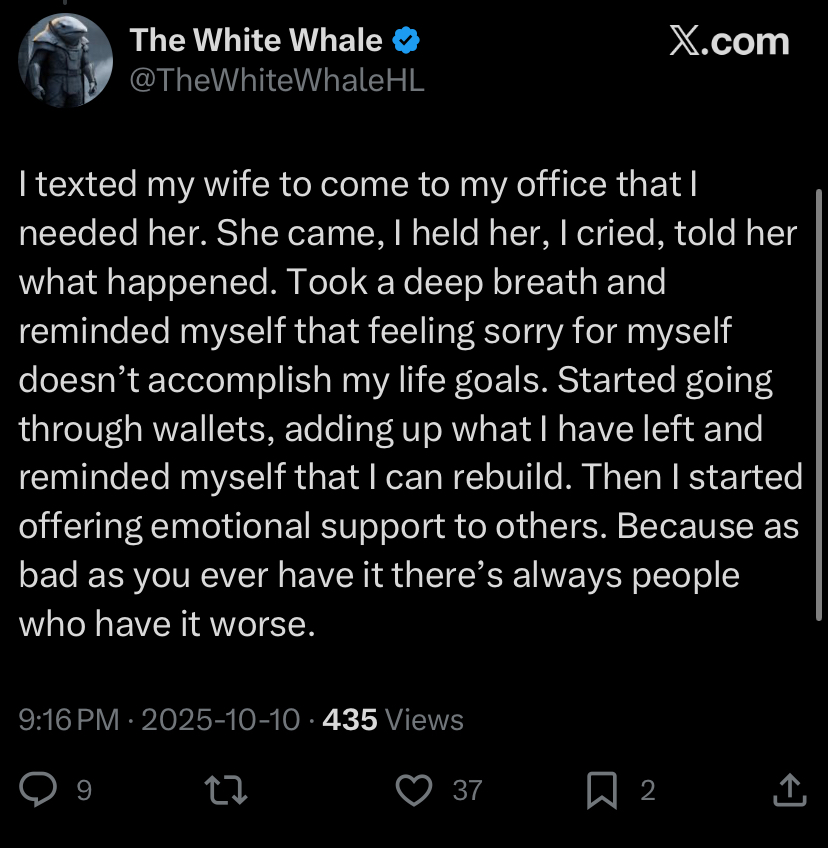 The White Whale
X.com
@TheWhiteWhaleHL
I texted my wife to come to my office that I
needed her. She came, I held her, I cried, told her
what happened. Took a deep breath and
reminded myself that feeling sorry for myself
doesn’t accomplish my life goals. Started going
through wallets, adding up what I have left and
reminded myself that I can rebuild. Then I started
offering emotional support to others. Because as
bad as you ever have it there’s always people
who have it worse.
9:16 PM · 2025-10-10 · 435 Views
9
37
2